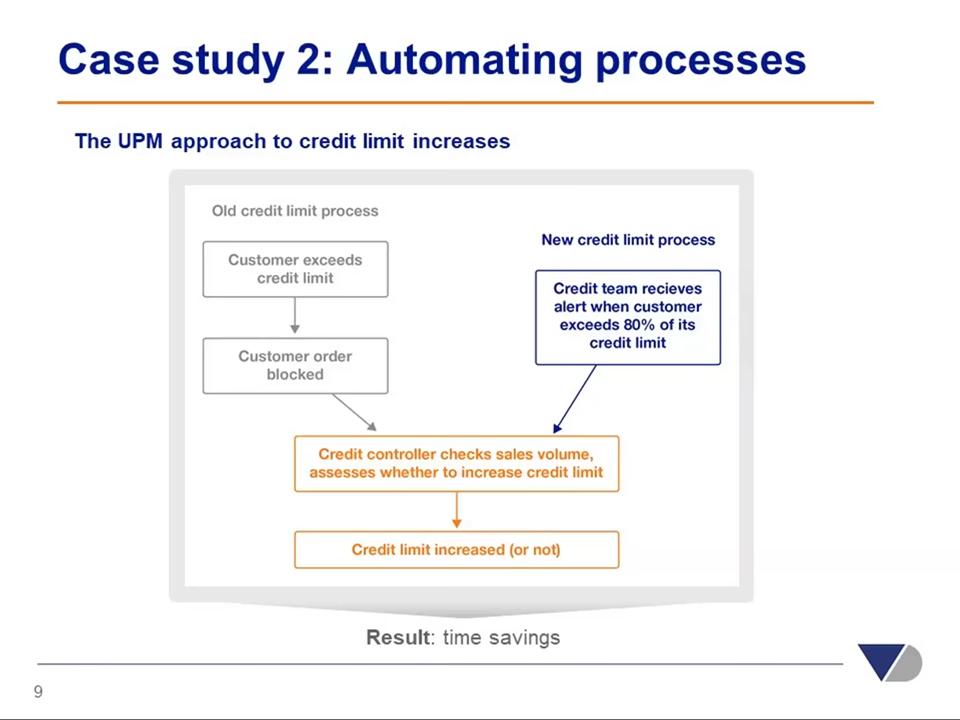 Case study 2: Automating processes
The UPM approach to credit limit increases
Old credit limit process
Customer exceeds
credit limit
Customer order
blocked
New credit limit process
Credit team recieves
alert when customer
exceeds 80% of its
credit limit
Credit controller checks sales volume,
assesses whether to increase credit limit
Credit limit increased (or not)
Result: time savings
9